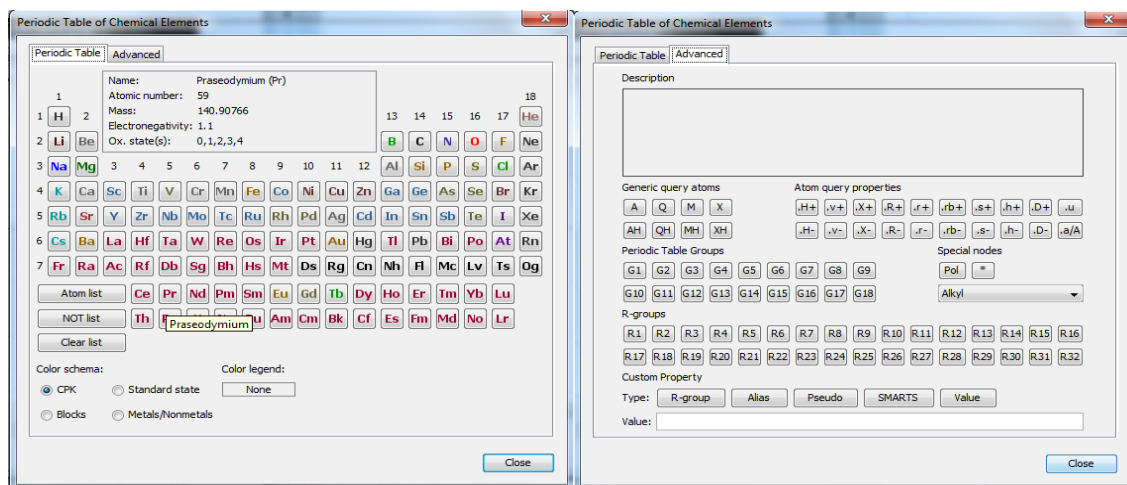 Periodic Table of Chemical Elements
Periodic Table Advanced
Name: Praseodymium (Pr)
Atomic number: 59
Mass: 140.90766
Electronegativity: 1.1
Ox. state(s): 0,1,2,3,4
1 18
1 H 2 13 14 15 16 17 He
2 Li Be B C N O F Ne
3 Na Mg 3 4 5 6 7 8 9 10 11 12 Al Si P S Cl Ar
4 K Ca Sc Ti V Cr Mn Fe Co Ni Cu Zn Ga Ge As Se Br Kr
5 Rb Sr Y Zr Nb Mo Tc Ru Rh Pd Ag Cd In Sn Sb Te I Xe
6 Cs Ba La Hf Ta W Re Os Ir Pt Au Hg Tl Pb Bi Po At Rn
7 Fr Ra Ac Rf Db Sg Bh Hs Mt Ds Rg Cn Nh Fl Mc Lv Ts Og
Atom list Ce Pr Nd Pm Sm Eu Gd Tb Dy Ho Er Tm Yb Lu
NOT list Th Am Cm Bk Cf Es Fm Md No Lr
Praseodymium
Clear list
Color schema: Color legend:
CPK Standard state None
Blocks Metals/Nonmetals
Close
Periodic Table of Chemical Elements
Periodic Table Advanced
Description
Generic query atoms Atom query properties
A Q M X .H+ .v+ .X+ .R+ .r+ .rb+ .s+ .h+ .D+ .u
AH QH MH XH .H- .v- .X- .R- .r- .rb- .s- .h- .D- .a/A
Periodic Table Groups Special nodes
G1 G2 G3 G4 G5 G6 G7 G8 G9 Pol *
G10 G11 G12 G13 G14 G15 G16 G17 G18 Alkyl
R-groups
R1 R2 R3 R4 R5 R6 R7 R8 R9 R10 R11 R12 R13 R14 R15 R16
R17 R18 R19 R20 R21 R22 R23 R24 R25 R26 R27 R28 R29 R30 R31 R32
Custom Property
Type: R-group Alias Pseudo SMARTS Value
Value:
Close